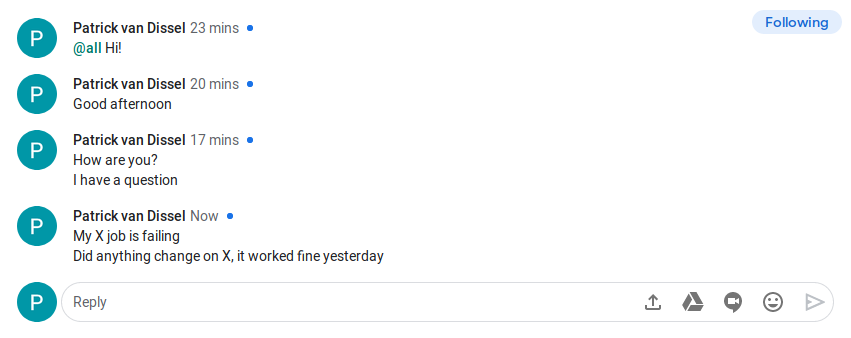 Following
P
Patrick van Dissel 23 mins
@all Hi!
P
Patrick van Dissel 20 mins
Good afternoon
P
Patrick van Dissel 17 mins
How are you?
I have a question
P
Patrick van Dissel Now
My X job is failing
Did anything change on X, it worked fine yesterday
P
Reply